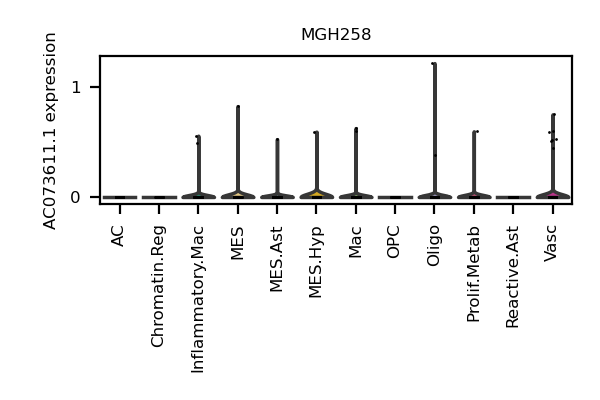 MGH258
AC073611.1 expression
1
0
AC
Chromatin.Reg
Inflammatory.Mac
MES
MES.Ast
MES.Hyp
Mac
OPC
Oligo
Prolif.Metab
Reactive.Ast
Vasc